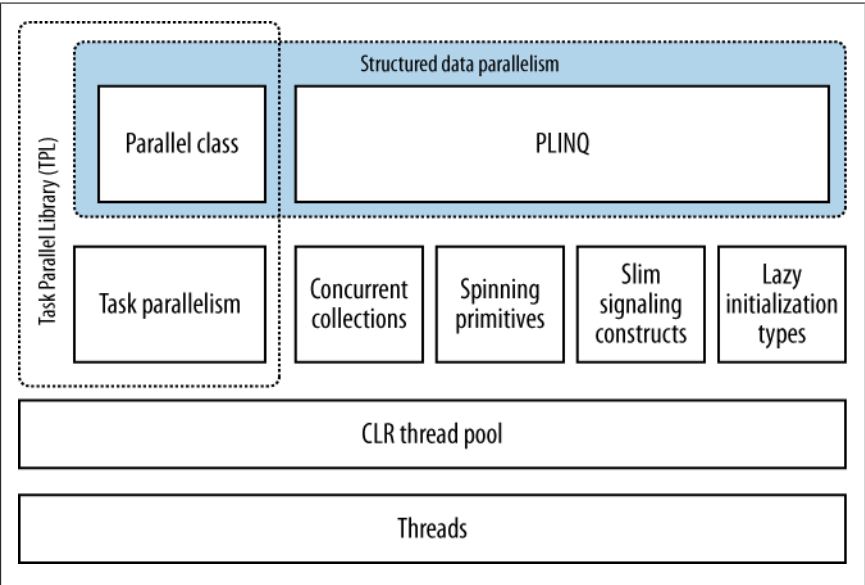 Structured data parallelism
Task Parallel Library (TPL)
Parallel class
PLINQ
Task parallelism
Concurrent
collections
Spinning
primitives
Slim
signaling
constructs
Lazy
initialization
types
CLR thread pool
Threads